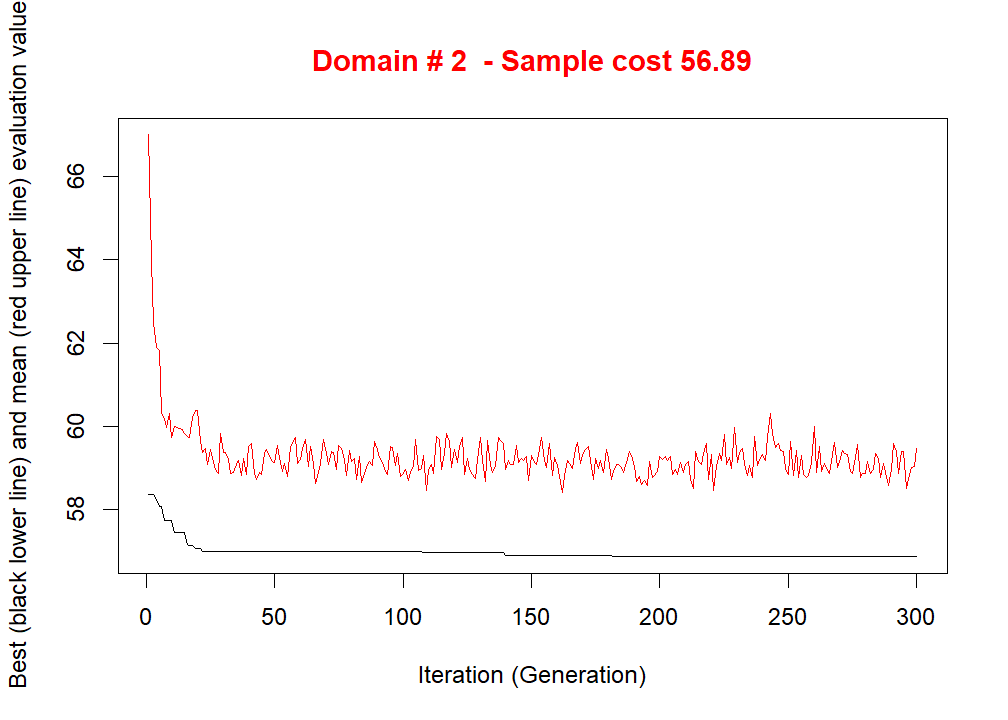 Domain # 2  - Sample cost 56.89
Best (black lower line) and mean (red upper line) evaluation value
66
64
62
60
58
0 50 100 150 200 250 300
Iteration (Generation)